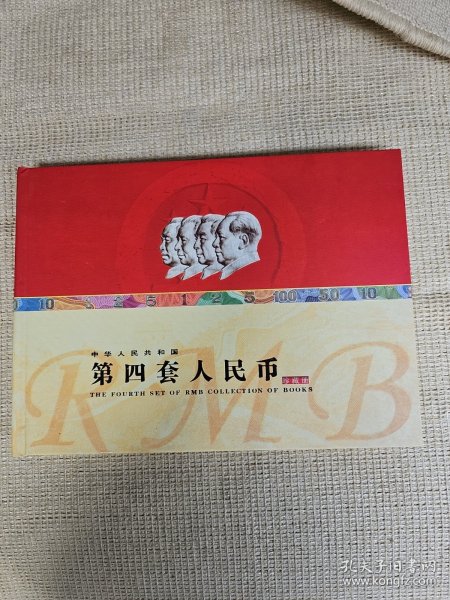 10 5 2 5 1 2 5 100 50 10
中华人民共和国
第四套人民币
珍藏册
THE FOURTH SET OF RMB COLLECTION OF BOOKS
RMB
孔夫子旧书网
www.kongfz.com